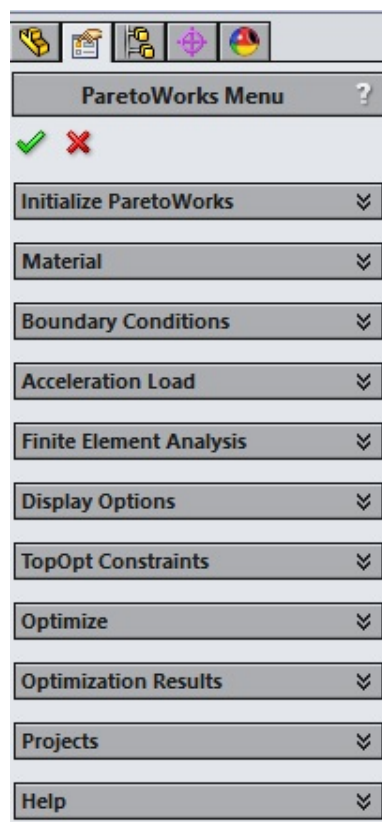 ParetoWorks Menu ?
Initialize ParetoWorks
Material
Boundary Conditions
Acceleration Load
Finite Element Analysis
Display Options
TopOpt Constraints
Optimize
Optimization Results
Projects
Help